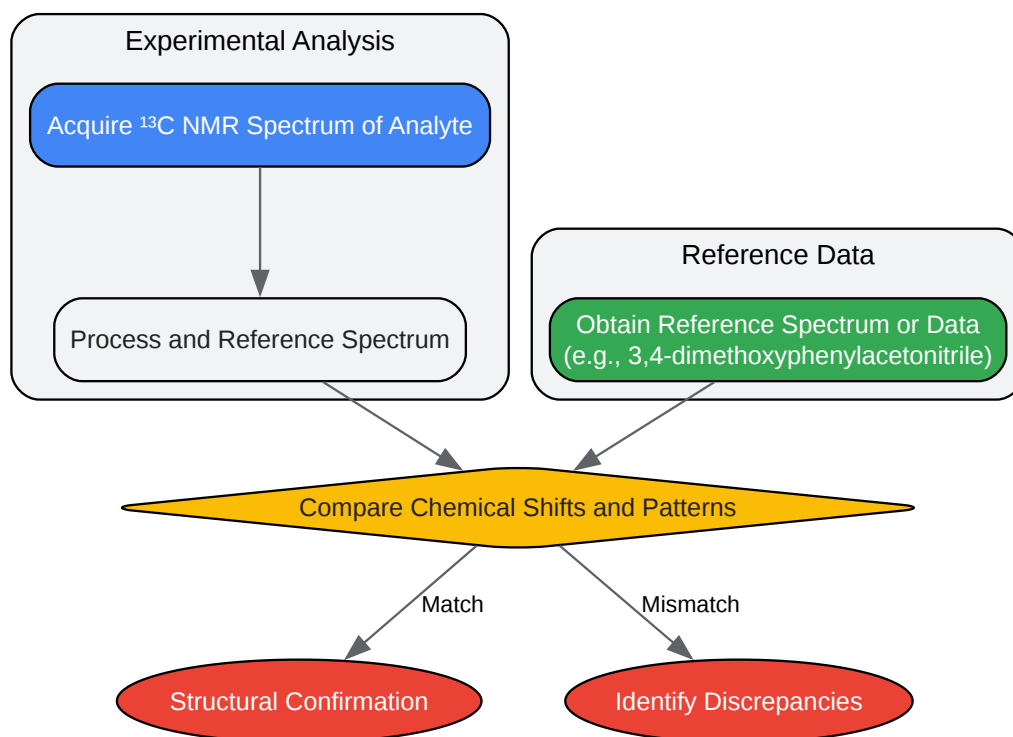 Experimental Analysis
Acquire ¹³C NMR Spectrum of Analyte
Process and Reference Spectrum
Reference Data
Obtain Reference Spectrum or Data
(e.g., 3,4-dimethoxyphenylacetonitrile)
Compare Chemical Shifts and Patterns
Match
Mismatch
Structural Confirmation
Identify Discrepancies